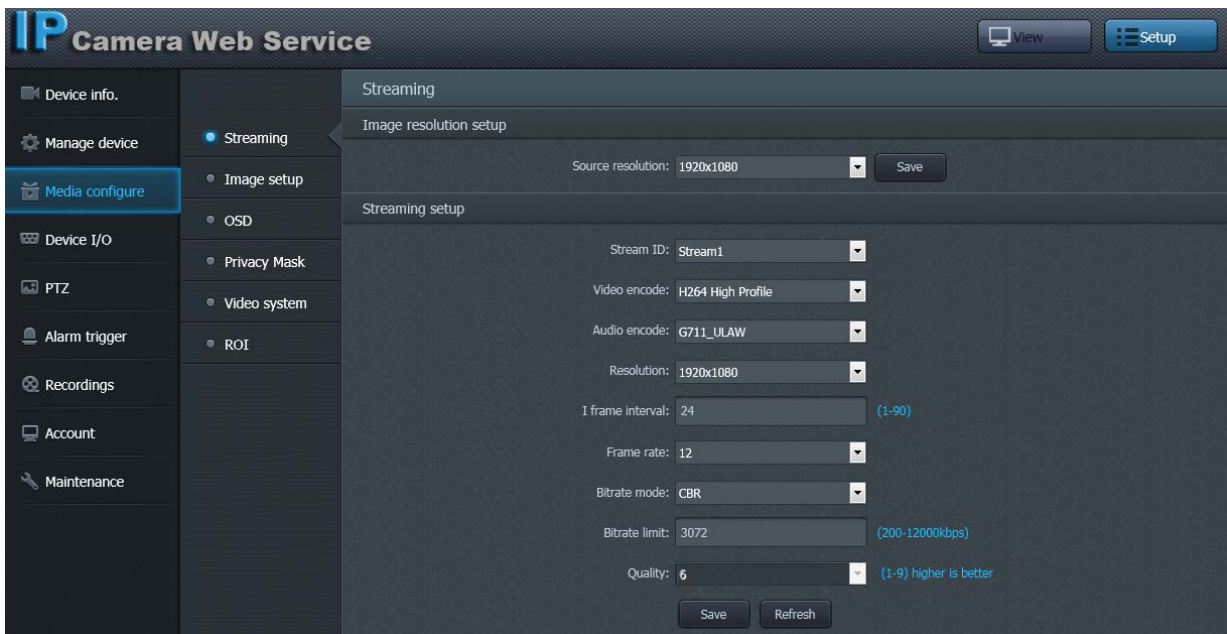 IP Camera Web Service
View
Setup
Device info.
Manage device
Media configure
Device I/O
PTZ
Alarm trigger
Recordings
Account
Maintenance
Streaming
Image setup
OSD
Privacy Mask
Video system
ROI
Streaming
Image resolution setup
Source resolution: 1920x1080 Save
Streaming setup
Stream ID: Stream1
Video encode: H264 High Profile
Audio encode: G711_ULAW
Resolution: 1920x1080
I frame interval: 24 (1-90)
Frame rate: 12
Bitrate mode: CBR
Bitrate limit: 3072 (200-12000kbps)
Quality: 6 (1-9) higher is better
Save Refresh